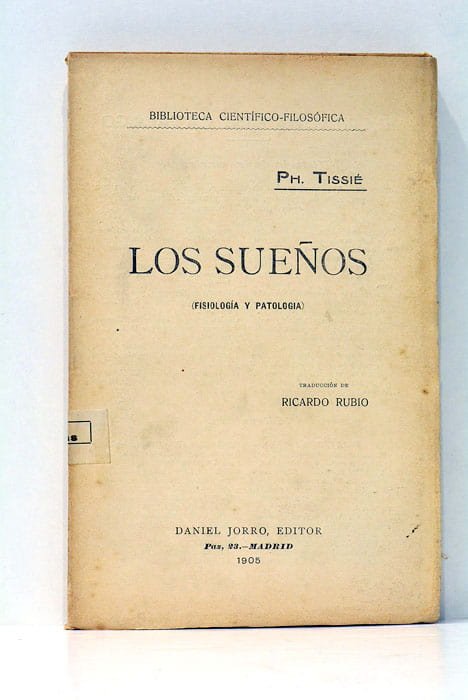 BIBLIOTECA CIENTÍFICO-FILOSÓFICA
PH. TISSIÉ
LOS SUEÑOS
(FISIOLOGÍA Y PATOLOGIA)
TRADUCCIÓN DE
RICARDO RUBIO
DANIEL JORRO, EDITOR
Paz, 23.—MADRID
1905